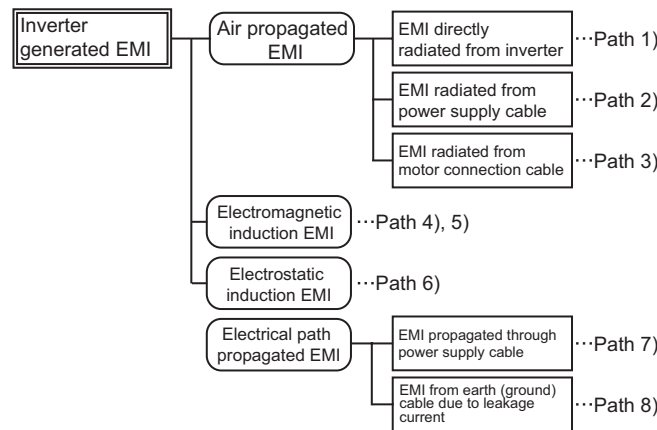 Inverter
generated EMI
Air propagated
EMI
EMI directly
radiated from inverter
···Path 1)
EMI radiated from
power supply cable
···Path 2)
EMI radiated from
motor connection cable
···Path 3)
Electromagnetic
induction EMI
···Path 4), 5)
Electrostatic
induction EMI
···Path 6)
Electrical path
propagated EMI
EMI propagated through
power supply cable
···Path 7)
EMI from earth (ground)
cable due to leakage
current
···Path 8)